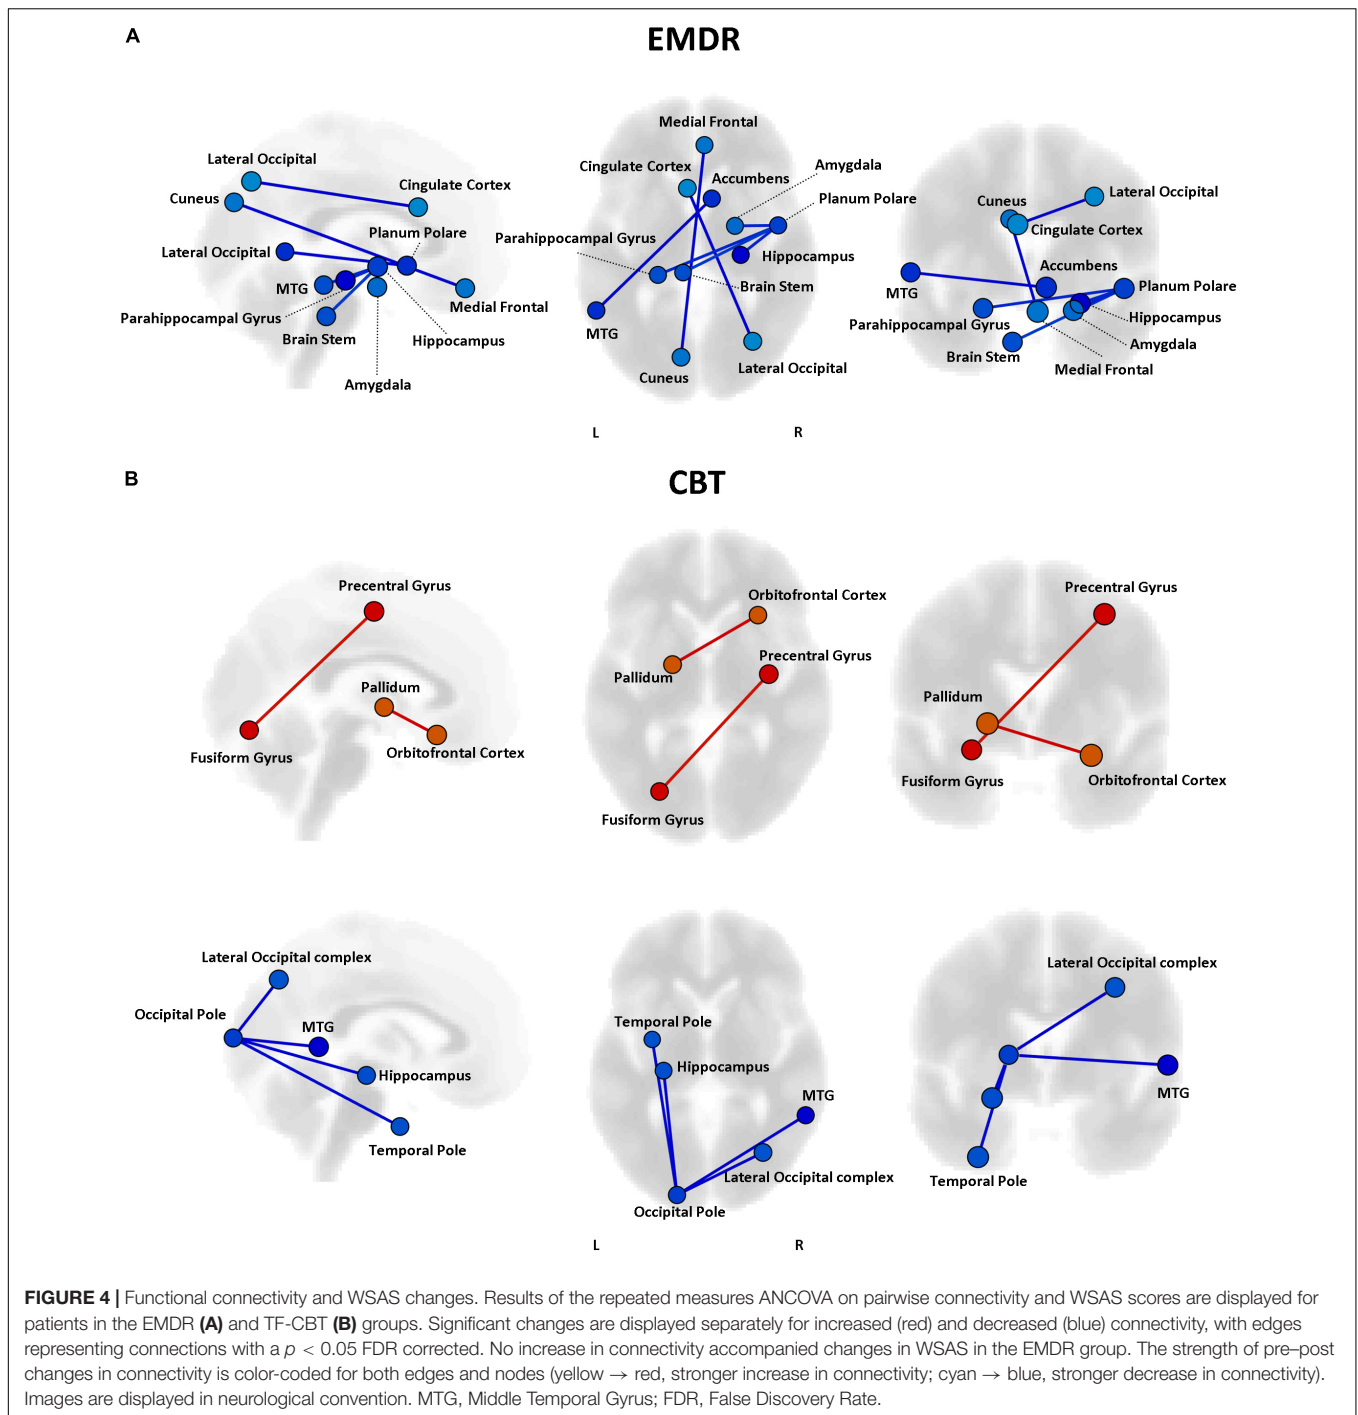 A
EMDR
Lateral Occipital
Cuneus
Cingulate Cortex
Planum Polare
Lateral Occipital
MTG
Parahippocampal Gyrus
Brain Stem
Medial Frontal
Hippocampus
Amygdala
Medial Frontal
Cingulate Cortex
Accumbens
Amygdala
Planum Polare
Parahippocampal Gyrus
Hippocampus
Brain Stem
MTG
Cuneus
Lateral Occipital
Cuneus
Lateral Occipital
Cingulate Cortex
Accumbens
MTG
Planum Polare
Parahippocampal Gyrus
Hippocampus
Brain Stem
Amygdala
Medial Frontal
L
R
B
CBT
Precentral Gyrus
Pallidum
Fusiform Gyrus
Orbitofrontal Cortex
Orbitofrontal Cortex
Precentral Gyrus
Pallidum
Fusiform Gyrus
Precentral Gyrus
Pallidum
Fusiform Gyrus
Orbitofrontal Cortex
Lateral Occipital complex
Occipital Pole
MTG
Hippocampus
Temporal Pole
Temporal Pole
Hippocampus
MTG
Lateral Occipital complex
Occipital Pole
Lateral Occipital complex
MTG
Temporal Pole
L
R
FIGURE 4 | Functional connectivity and WSAS changes. Results of the repeated measures ANCOVA on pairwise connectivity and WSAS scores are displayed for
patients in the EMDR (A) and TF-CBT (B) groups. Significant changes are displayed separately for increased (red) and decreased (blue) connectivity, with edges
representing connections with a p < 0.05 FDR corrected. No increase in connectivity accompanied changes in WSAS in the EMDR group. The strength of pre–post
changes in connectivity is color-coded for both edges and nodes (yellow → red, stronger increase in connectivity; cyan → blue, stronger decrease in connectivity).
Images are displayed in neurological convention. MTG, Middle Temporal Gyrus; FDR, False Discovery Rate.